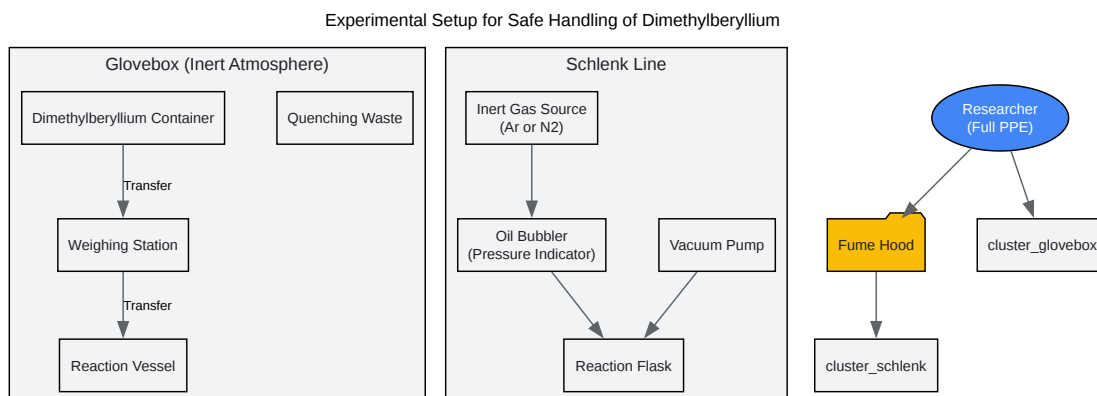 Experimental Setup for Safe Handling of Dimethylberyllium
Glovebox (Inert Atmosphere)
Dimethylberyllium Container
Quenching Waste
Transfer
Weighing Station
Transfer
Reaction Vessel
Schlenk Line
Inert Gas Source
(Ar or N2)
Oil Bubbler
(Pressure Indicator)
Vacuum Pump
Reaction Flask
Researcher
(Full PPE)
Fume Hood
cluster_glovebox
cluster_schlenk